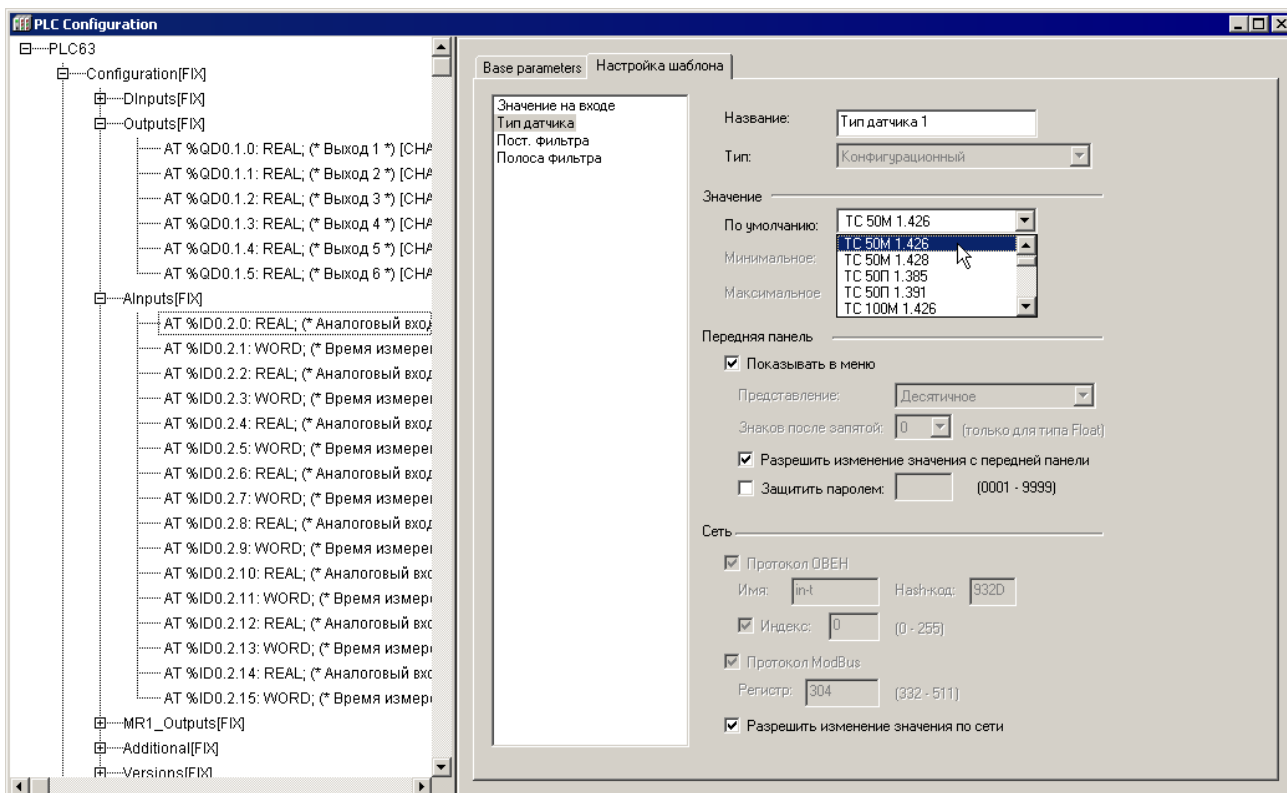 PLC Configuration
PLC63
Configuration[FIX]
DInputs[FIX]
Outputs[FIX]
AT %QD0.1.0: REAL; (* Выход 1 *) [CHA
AT %QD0.1.1: REAL; (* Выход 2 *) [CHA
AT %QD0.1.2: REAL; (* Выход 3 *) [CHA
AT %QD0.1.3: REAL; (* Выход 4 *) [CHA
AT %QD0.1.4: REAL; (* Выход 5 *) [CHA
AT %QD0.1.5: REAL; (* Выход 6 *) [CHA
AInputs[FIX]
AT %ID0.2.0: REAL; (* Аналоговый вход
AT %ID0.2.1: WORD; (* Время измерен
AT %ID0.2.2: REAL; (* Аналоговый вход
AT %ID0.2.3: WORD; (* Время измерен
AT %ID0.2.4: REAL; (* Аналоговый вход
AT %ID0.2.5: WORD; (* Время измерен
AT %ID0.2.6: REAL; (* Аналоговый вход
AT %ID0.2.7: WORD; (* Время измерен
AT %ID0.2.8: REAL; (* Аналоговый вход
AT %ID0.2.9: WORD; (* Время измерен
AT %ID0.2.10: REAL; (* Аналоговый вхо
AT %ID0.2.11: WORD; (* Время измере
AT %ID0.2.12: REAL; (* Аналоговый вхо
AT %ID0.2.13: WORD; (* Время измере
AT %ID0.2.14: REAL; (* Аналоговый вхо
AT %ID0.2.15: WORD; (* Время измере
MR1_Outputs[FIX]
Additional[FIX]
Versions[FIX]
Base parameters Настройка шаблона
Значение на входе
Тип датчика
Пост. фильтра
Полоса фильтра
Название: Тип датчика 1
Тип: Конфигурационный
Значение
По умолчанию: ТС 50М 1.426
ТС 50М 1.426
Минимальное: ТС 50М 1.428
ТС 50П 1.385
Максимальное ТС 50П 1.391
ТС 100М 1.426
Передняя панель
Показывать в меню
Представление: Десятичное
Знаков после запятой: 0 (только для типа Float)
Разрешить изменение значения с передней панели
Защитить паролем: (0001 - 9999)
Сеть
Протокол ОВЕН
Имя: in-t Hash-код: 932D
Индекс: 0 (0 - 255)
Протокол ModBus
Регистр: 304 (332 - 511)
Разрешить изменение значения по сети